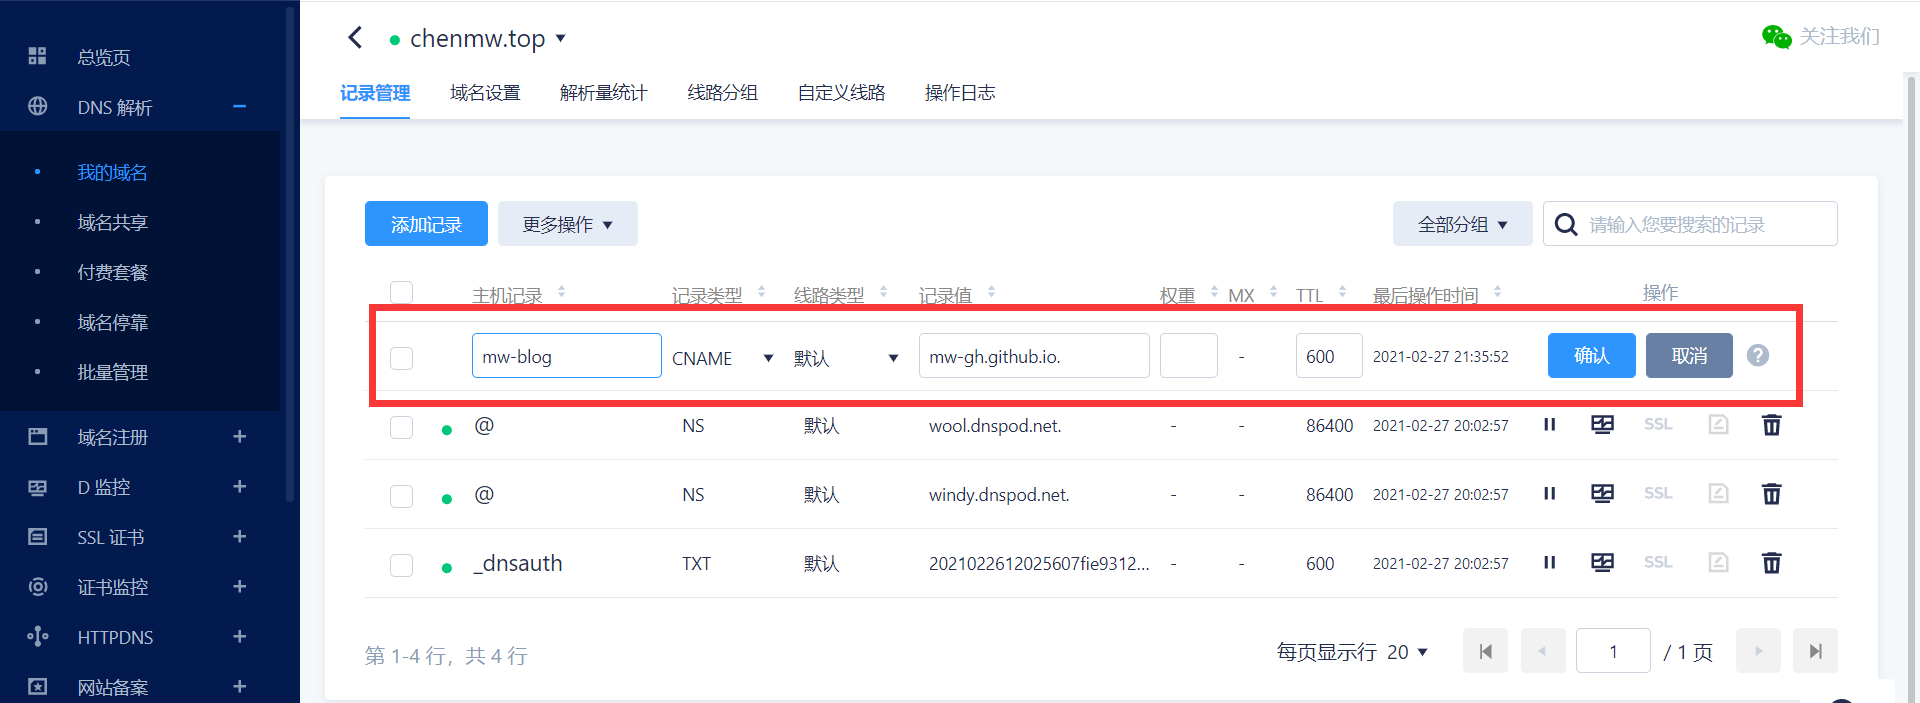 总览页
DNS 解析
我的域名
域名共享
付费套餐
域名停靠
批量管理
域名注册
D 监控
SSL 证书
证书监控
HTTPDNS
网站备案
chenmw.top
关注我们
记录管理 域名设置 解析量统计 线路分组 自定义线路 操作日志
添加记录 更多操作 全部分组 请输入您要搜索的记录
主机记录 记录类型 线路类型 记录值 权重 MX TTL 最后操作时间 操作
mw-blog CNAME 默认 mw-gh.github.io. - 600 2021-02-27 21:35:52 确认 取消 ?
@ NS 默认 wool.dnspod.net. - - 86400 2021-02-27 20:02:57 SSL
@ NS 默认 windy.dnspod.net. - - 86400 2021-02-27 20:02:57 SSL
_dnsauth TXT 默认 2021022612025607fie9312... - - 600 2021-02-27 20:02:57 SSL
第 1-4 行，共 4 行 每页显示行 20 1 / 1 页